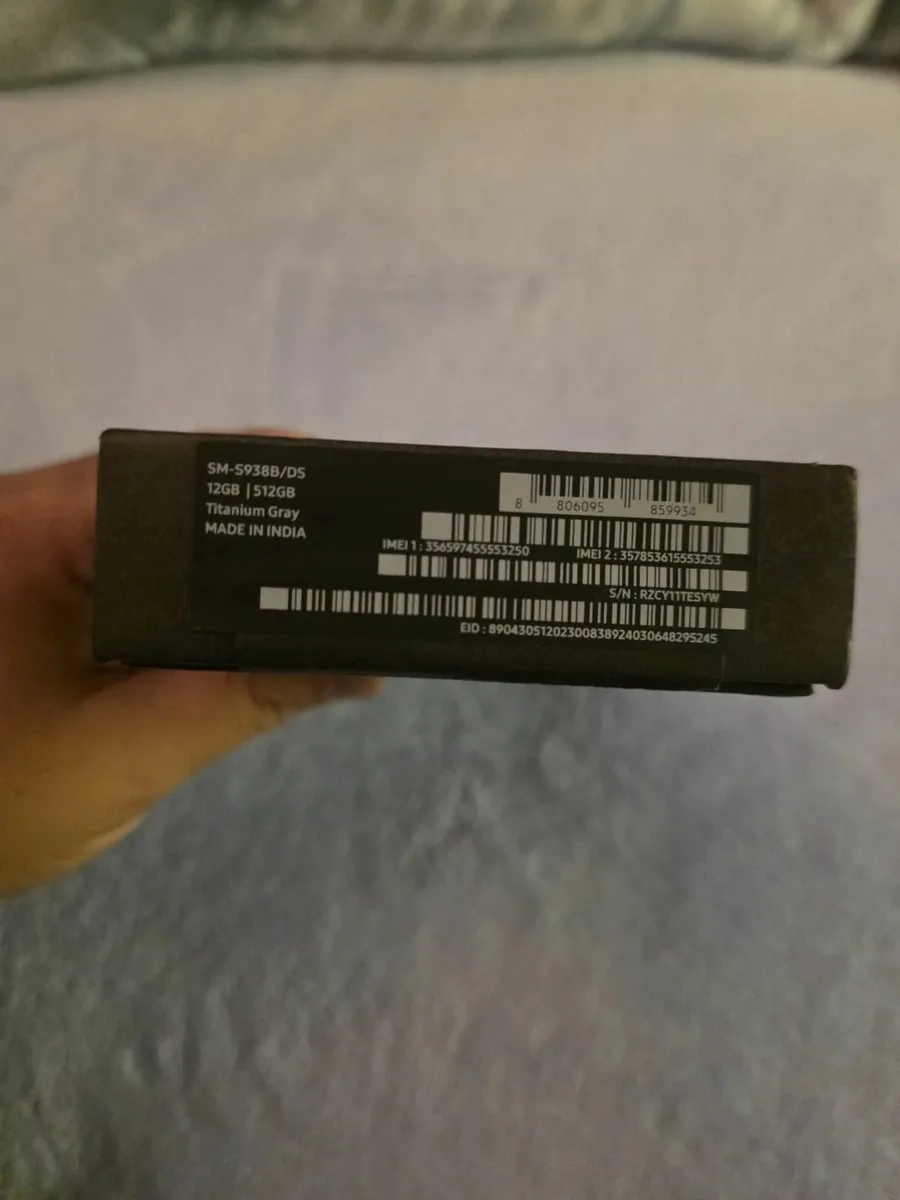 SM-S938B/DS
12GB | 512GB
Titanium Gray
MADE IN INDIA
8 806095 859934
IMEI 1 : 356597455553250 IMEI 2 : 357853615553253
S/N : RZCY11TESYW
EID : 89043051202300838924030648295245